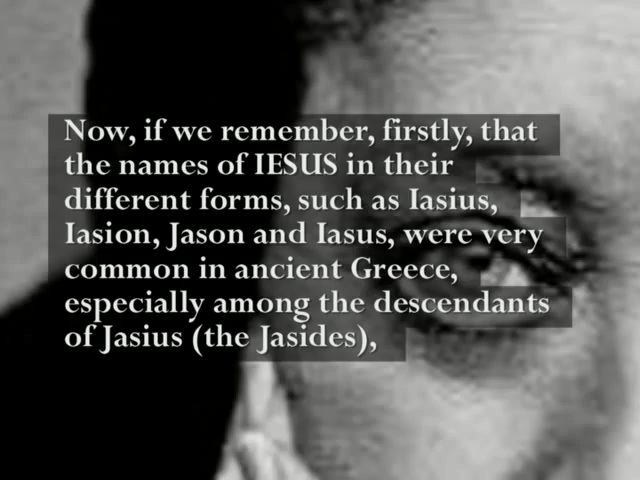 Now, if we remember, firstly, that
the names of IESUS in their
different forms, such as Iasius,
Iasion, Jason and Iasus, were very
common in ancient Greece,
especially among the descendants
of Jasius (the Jasides),